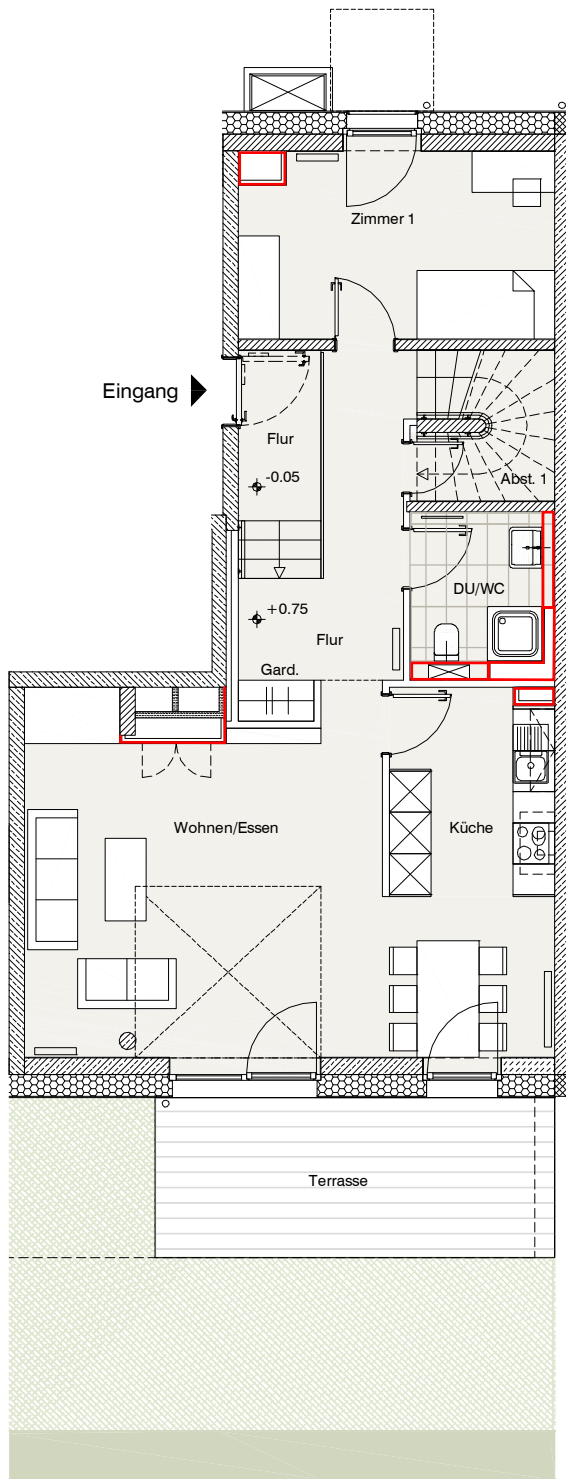 Zimmer 1
Eingang
Flur
-0.05
Abst. 1
DU/WC
+0.75
Flur
Gard.
Wohnen/Essen
Küche
Terrasse